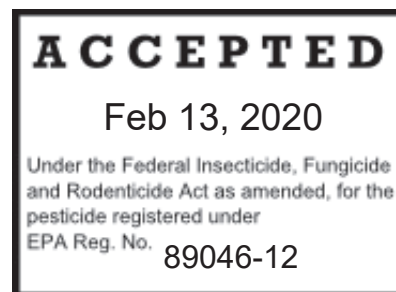 ACCEPTED
Feb 13, 2020
Under the Federal Insecticide, Fungicide
and Rodenticide Act as amended, for the
pesticide registered under
EPA Reg. No. 89046-12